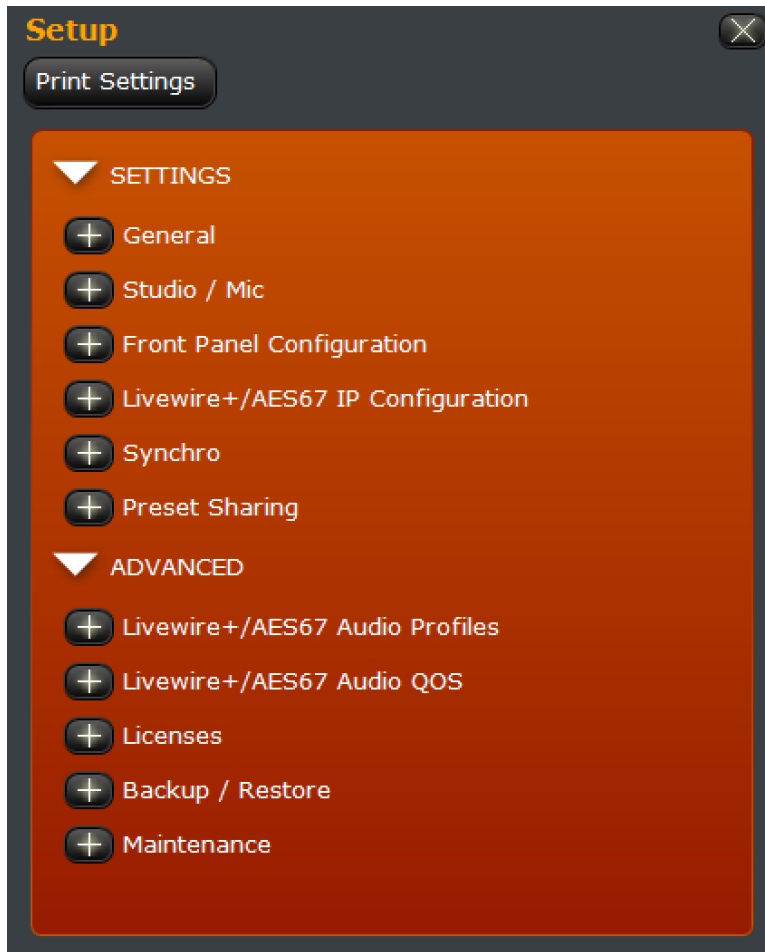 Setup
Print Settings
SETTINGS
General
Studio / Mic
Front Panel Configuration
Livewire+/AES67 IP Configuration
Synchro
Preset Sharing
ADVANCED
Livewire+/AES67 Audio Profiles
Livewire+/AES67 Audio QOS
Licenses
Backup / Restore
Maintenance